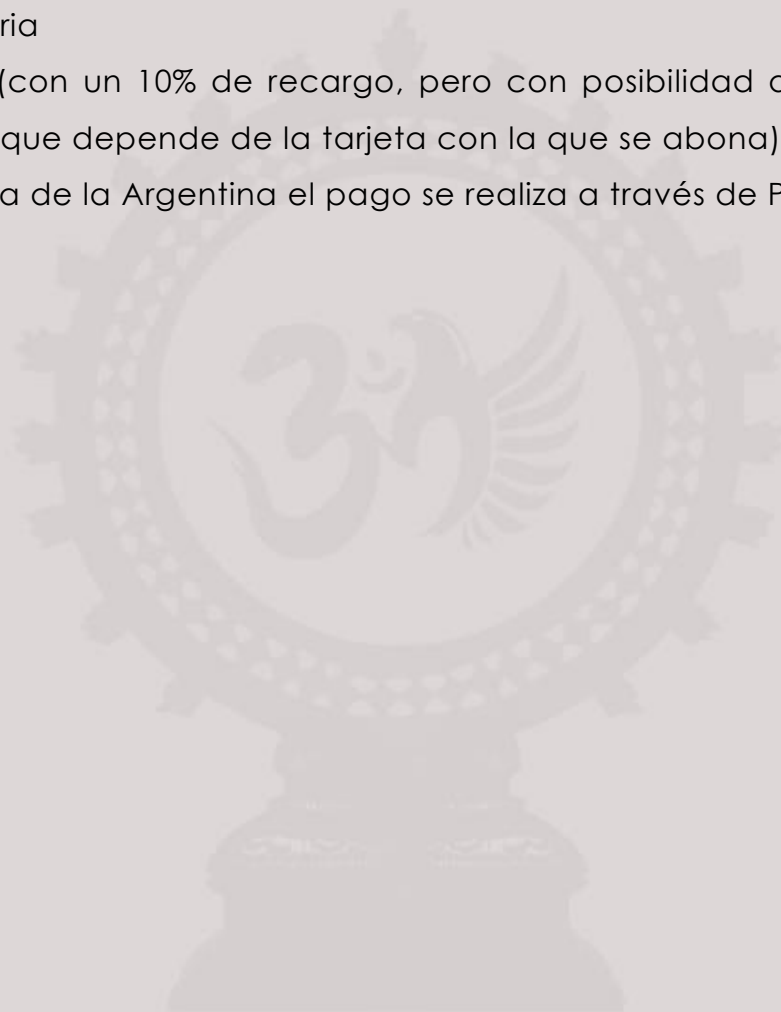 ria
(con un 10% de recargo, pero con posibilidad
que depende de la tarjeta con la que se abona)
a de la Argentina el pago se realiza a través de P